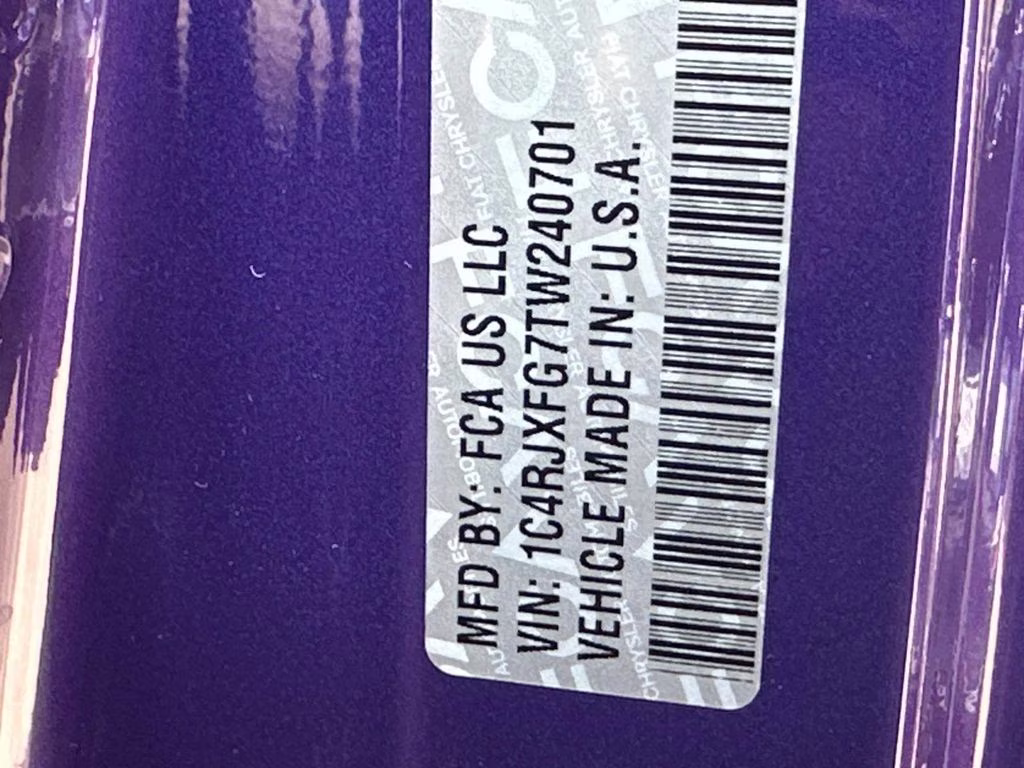 MFD BY: FCA US LLC
VIN: 1C4RJXFG7TW240701
VEHICLE MADE IN: U.S.A.